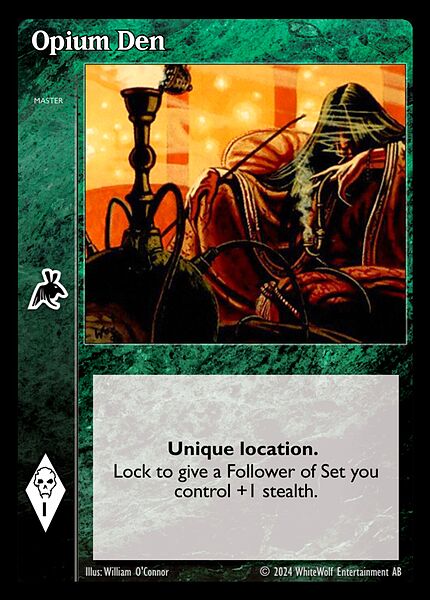 Opium Den
MASTER
Unique location.
Lock to give a Follower of Set you
control +1 stealth.
I
Illus: William O'Connor
© 2024 WhiteWolf Entertainment AB